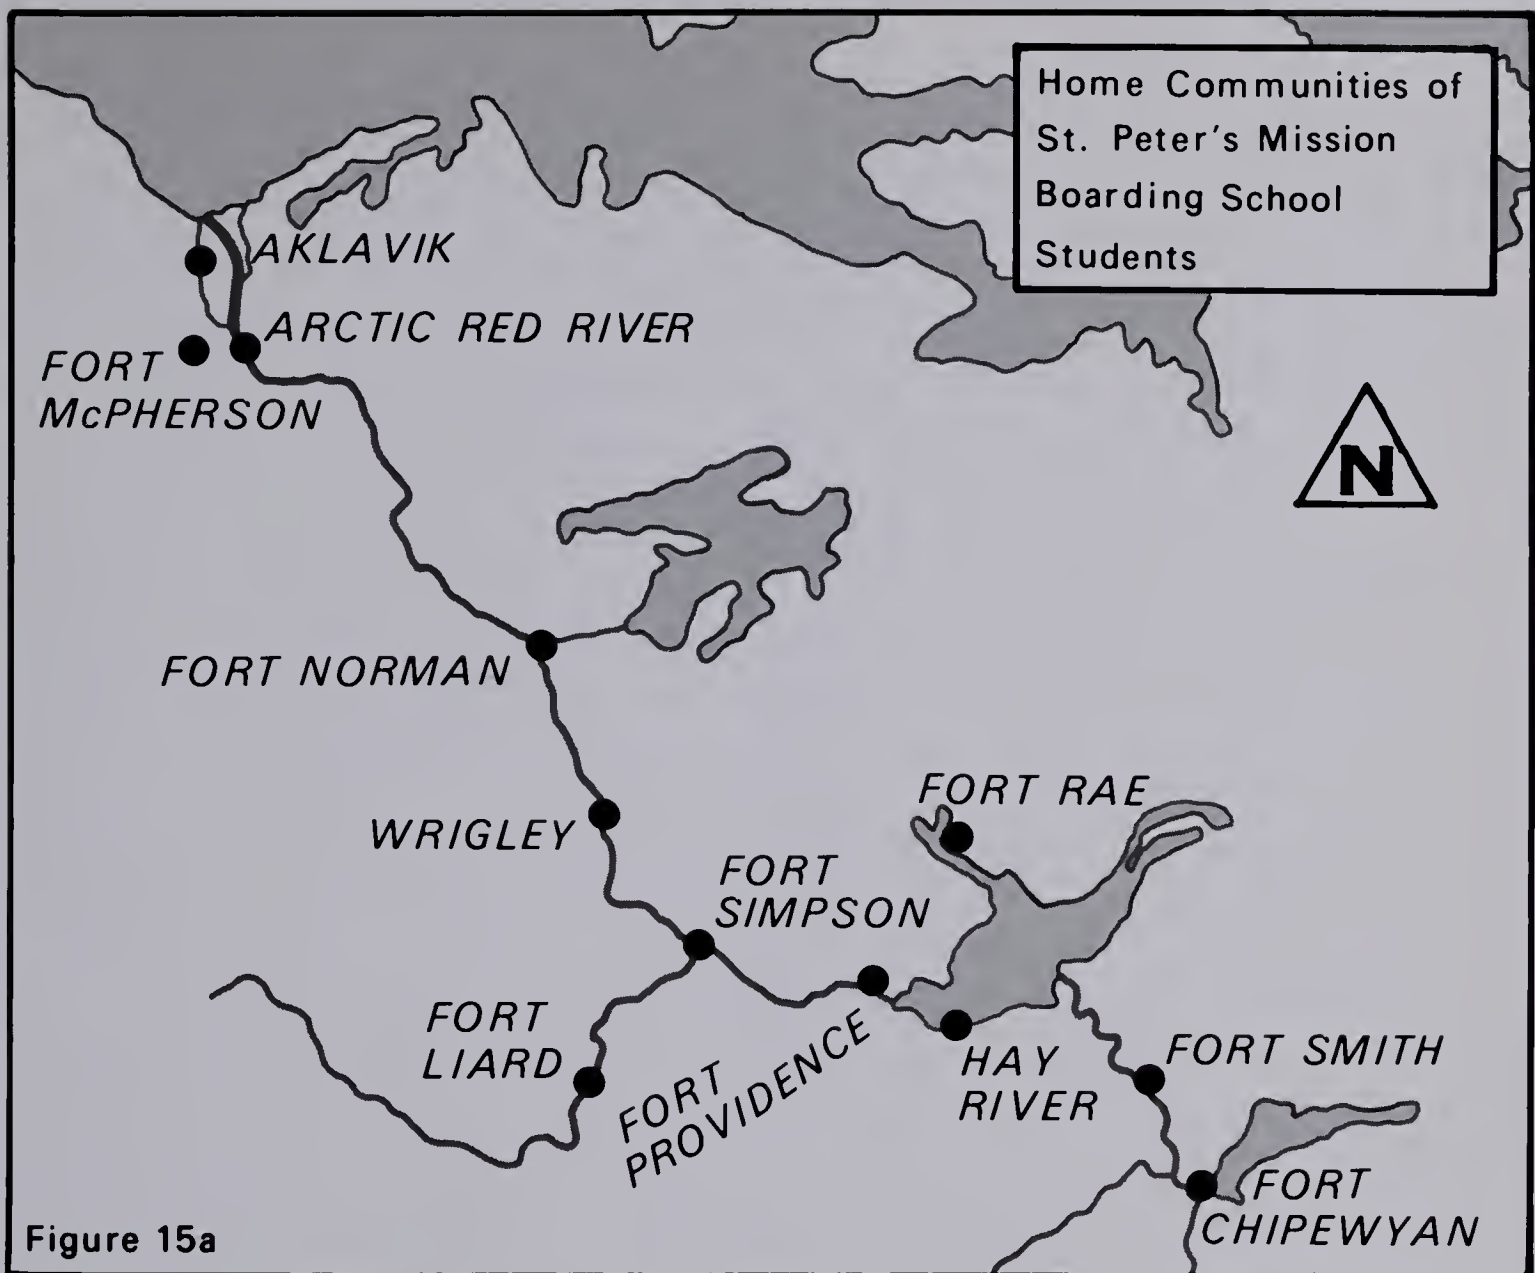 Home Communities of
St. Peter's Mission
Boarding School
Students
AKLAVIK
ARCTIC RED RIVER
FORT
McPHERSON
N
FORT NORMAN
WRIGLEY
FORT RAE
FORT
SIMPSON
FORT
LIARD
FORT
PROVIDENCE
HAY
RIVER
FORT SMITH
FORT
CHIPEWYAN
Figure 15a